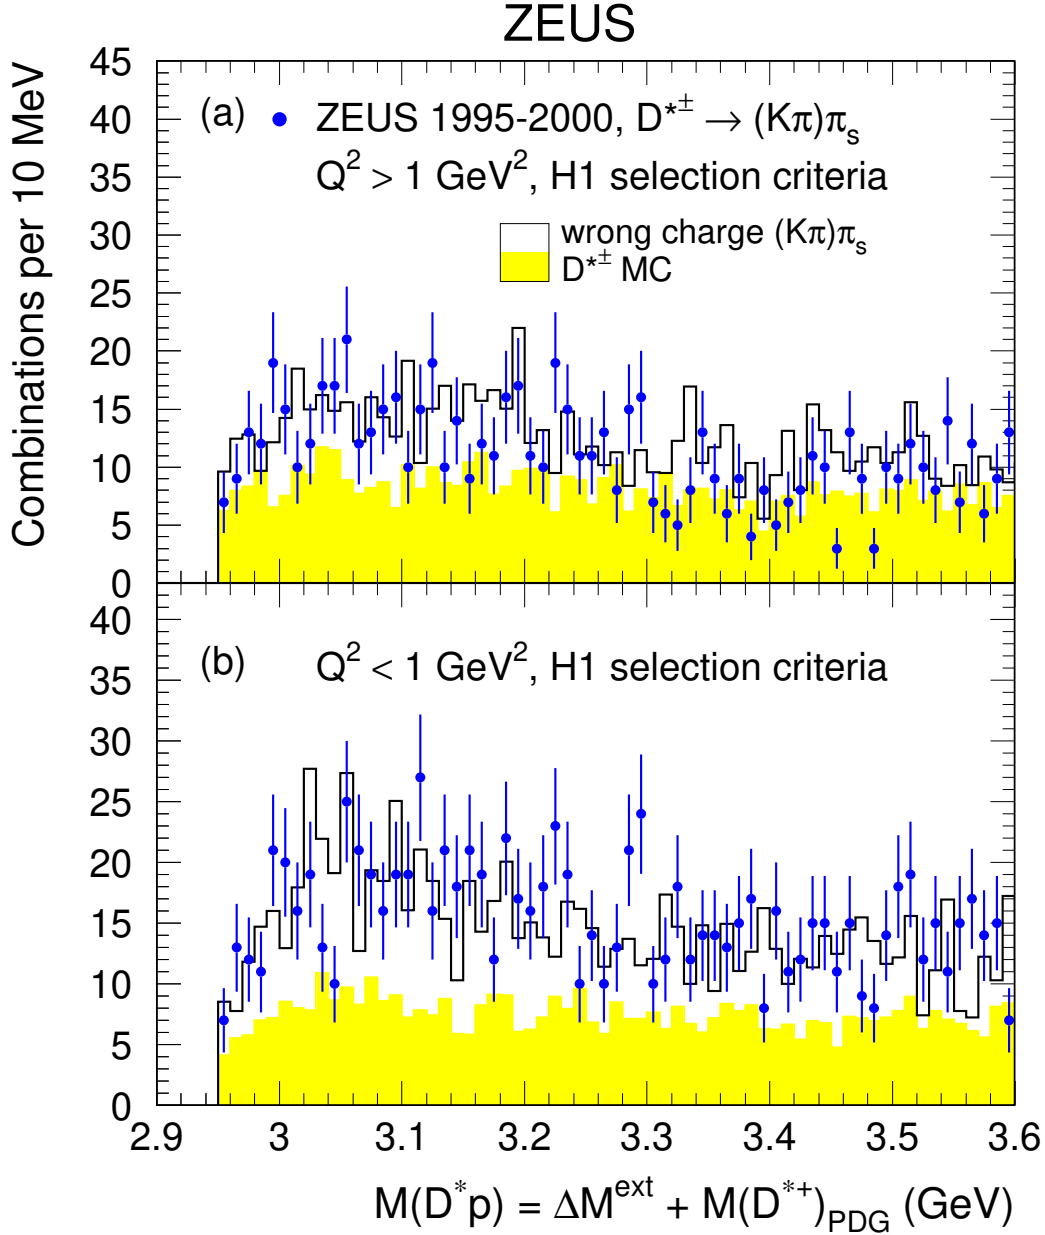 ZEUS
Combinations per 10 MeV
(a) ZEUS 1995-2000, D*± → (Kπ)πs
Q² > 1 GeV², H1 selection criteria
wrong charge (Kπ)πs
D*± MC
45
40
35
30
25
20
15
10
5
0
(b) Q² < 1 GeV², H1 selection criteria
40
35
30
25
20
15
10
5
0
2.9 3 3.1 3.2 3.3 3.4 3.5 3.6
M(D*p) = ΔM^ext + M(D*+)PDG (GeV)